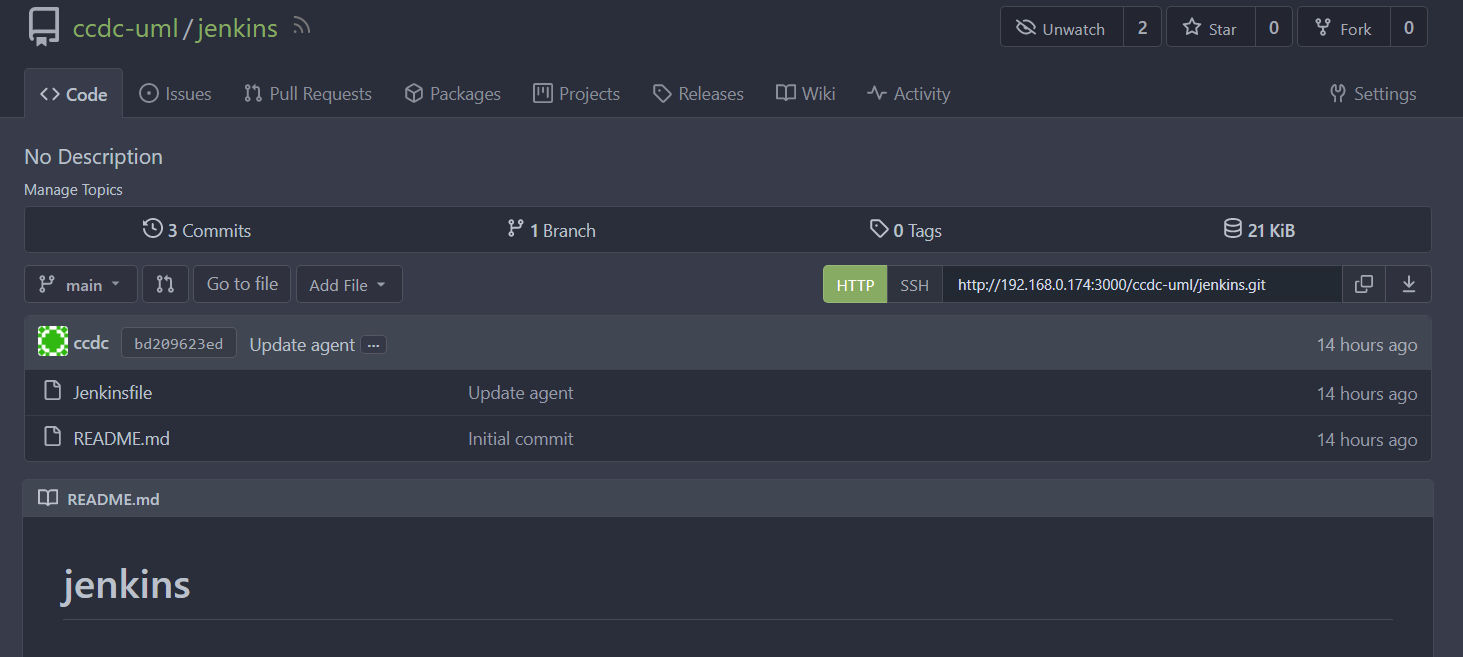 ccdc-uml/jenkins Unwatch 2 Star 0 Fork 0
Code Issues Pull Requests Packages Projects Releases Wiki Activity Settings
No Description
Manage Topics
3 Commits 1 Branch 0 Tags 21 KiB
main Go to file Add File HTTP SSH http://192.168.0.174:3000/ccdc-uml/jenkins.git
ccdc bd209623ed Update agent ... 14 hours ago
Jenkinsfile Update agent 14 hours ago
README.md Initial commit 14 hours ago
README.md
jenkins